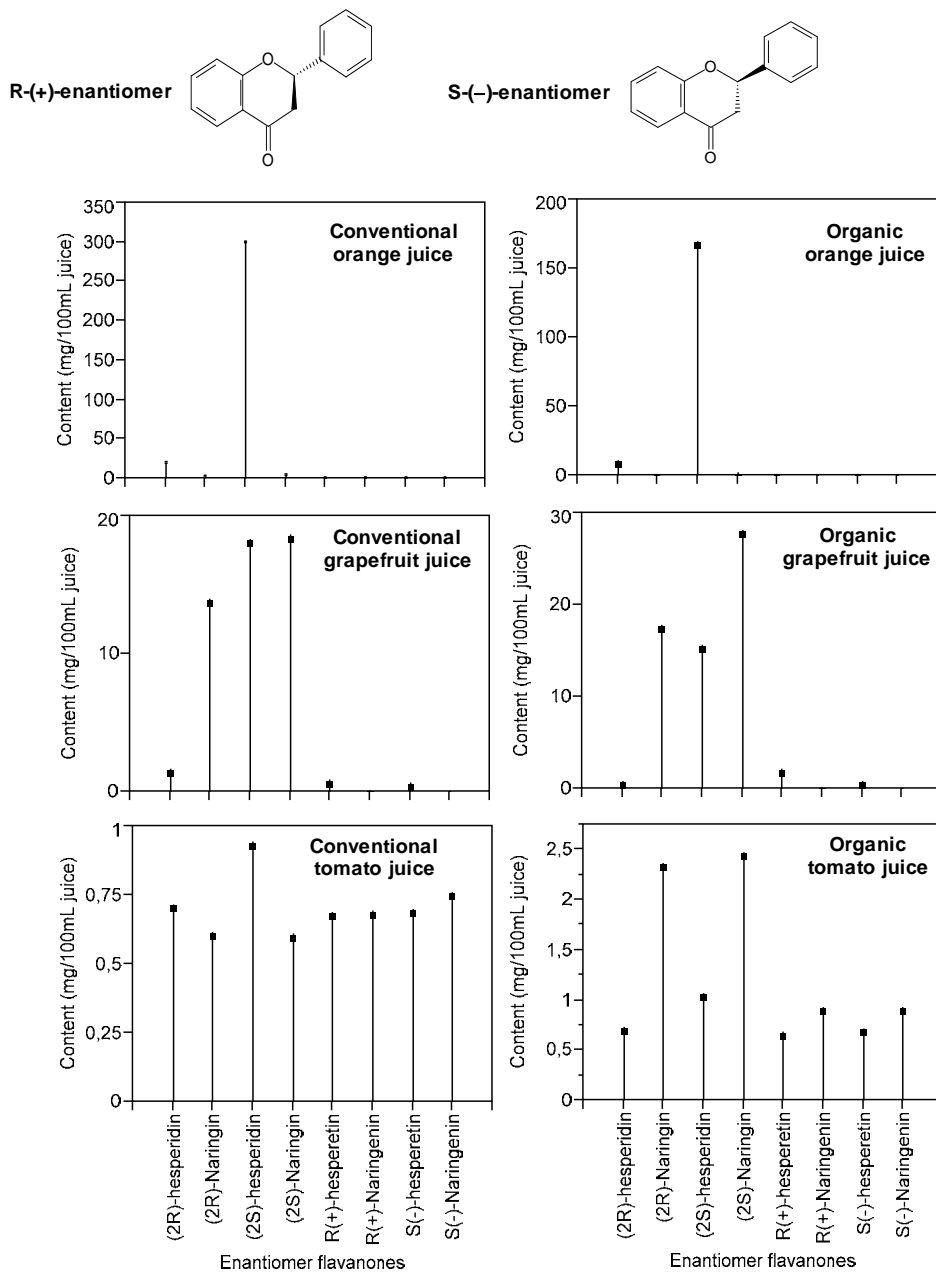 R-(+)-enantiomer
O
O
S-(–)-enantiomer
O
O
Conventional
orange juice
Content (mg/100mL juice)
350
300
250
200
150
100
50
0
Organic
orange juice
Content (mg/100mL juice)
200
150
100
50
0
Conventional
grapefruit juice
Content (mg/100mL juice)
20
10
0
Organic
grapefruit juice
Content (mg/100mL juice)
30
20
10
0
Conventional
tomato juice
Content (mg/100mL juice)
1
0,75
0,5
0,25
0
(2R)-hesperidin
(2R)-Naringin
(2S)-hesperidin
(2S)-Naringin
R(+)-hesperetin
R(+)-Naringenin
S(-)-hesperetin
S(-)-Naringenin
Enantiomer flavanones
Organic
tomato juice
Content (mg/100mL juice)
2,5
2
1,5
1
0,5
0
(2R)-hesperidin
(2R)-Naringin
(2S)-hesperidin
(2S)-Naringin
R(+)-hesperetin
R(+)-Naringenin
S(-)-hesperetin
S(-)-Naringenin
Enantiomer flavanones